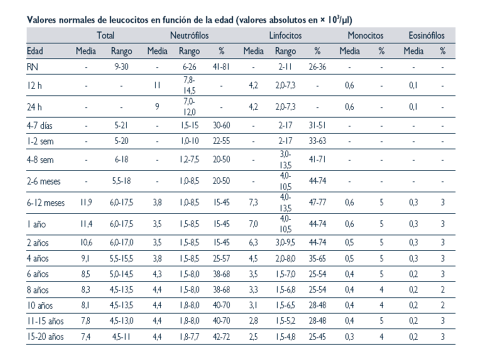 Valores normales de leucocitos en función de la edad (valores absolutos en × 10³/µl)
Total Neutrófilos Linfocitos Monocitos Eosinófilos
Edad Media Rango Media Rango % Media Rango % Media % Media %
RN - 9-30 - 6-26 41-81 - 2-11 26-36 - - - -
12 h - - 11 7,8-14,5 - 4,2 2,0-7,3 - 0,6 - 0,1 -
24 h - - 9 7,0-12,0 - 4,2 2,0-7,3 - 0,6 - 0,1 -
4-7 días - 5-21 1,5-15 30-60 - 2-17 31-51 - - - -
1-2 sem - 5-20 - 1,0-10 22-55 - 2-17 33-63 - - - -
4-8 sem - 6-18 - 1,2-7,5 20-50 - 3,0-13,5 41-71 - - - -
2-6 meses - 5,5-18 1,0-8,5 20-50 - 4,0-10,5 44-74 - - - -
6-12 meses 11,9 6,0-17,5 3,8 1,0-8,5 15-45 7,3 4,0-13,5 47-77 0,6 5 0,3 3
1 año 11,4 6,0-17,5 3,5 1,5-8,5 15-45 7,0 4,0-10,5 44-74 0,6 5 0,3 3
2 años 10,6 6,0-17,0 3,5 1,5-8,5 15-45 6,3 3,0-9,5 44-74 0,5 5 0,3 3
4 años 9,1 5,5-15,5 3,8 1,5-8,5 25-57 4,5 2,0-8,0 35-65 0,5 5 0,3 3
6 años 8,5 5,0-14,5 4,3 1,5-8,0 38-68 3,5 1,5-7,0 25-54 0,4 5 0,2 3
8 años 8,3 4,5-13,5 4,4 1,5-8,0 38-68 3,3 1,5-6,8 25-54 0,4 4 0,2 2
10 años 8,1 4,5-13,5 4,4 1,8-8,0 40-70 3,1 1,5-6,5 28-48 0,4 4 0,2 2
11-15 años 7,8 4,5-13,0 4,4 1,8-8,0 40-70 2,8 1,5-5,2 28-48 0,4 5 0,2 3
15-20 años 7,4 4,5-11 4,4 1,8-7,7 42-72 2,5 1,5-4,8 25-45 0,3 4 0,2 3